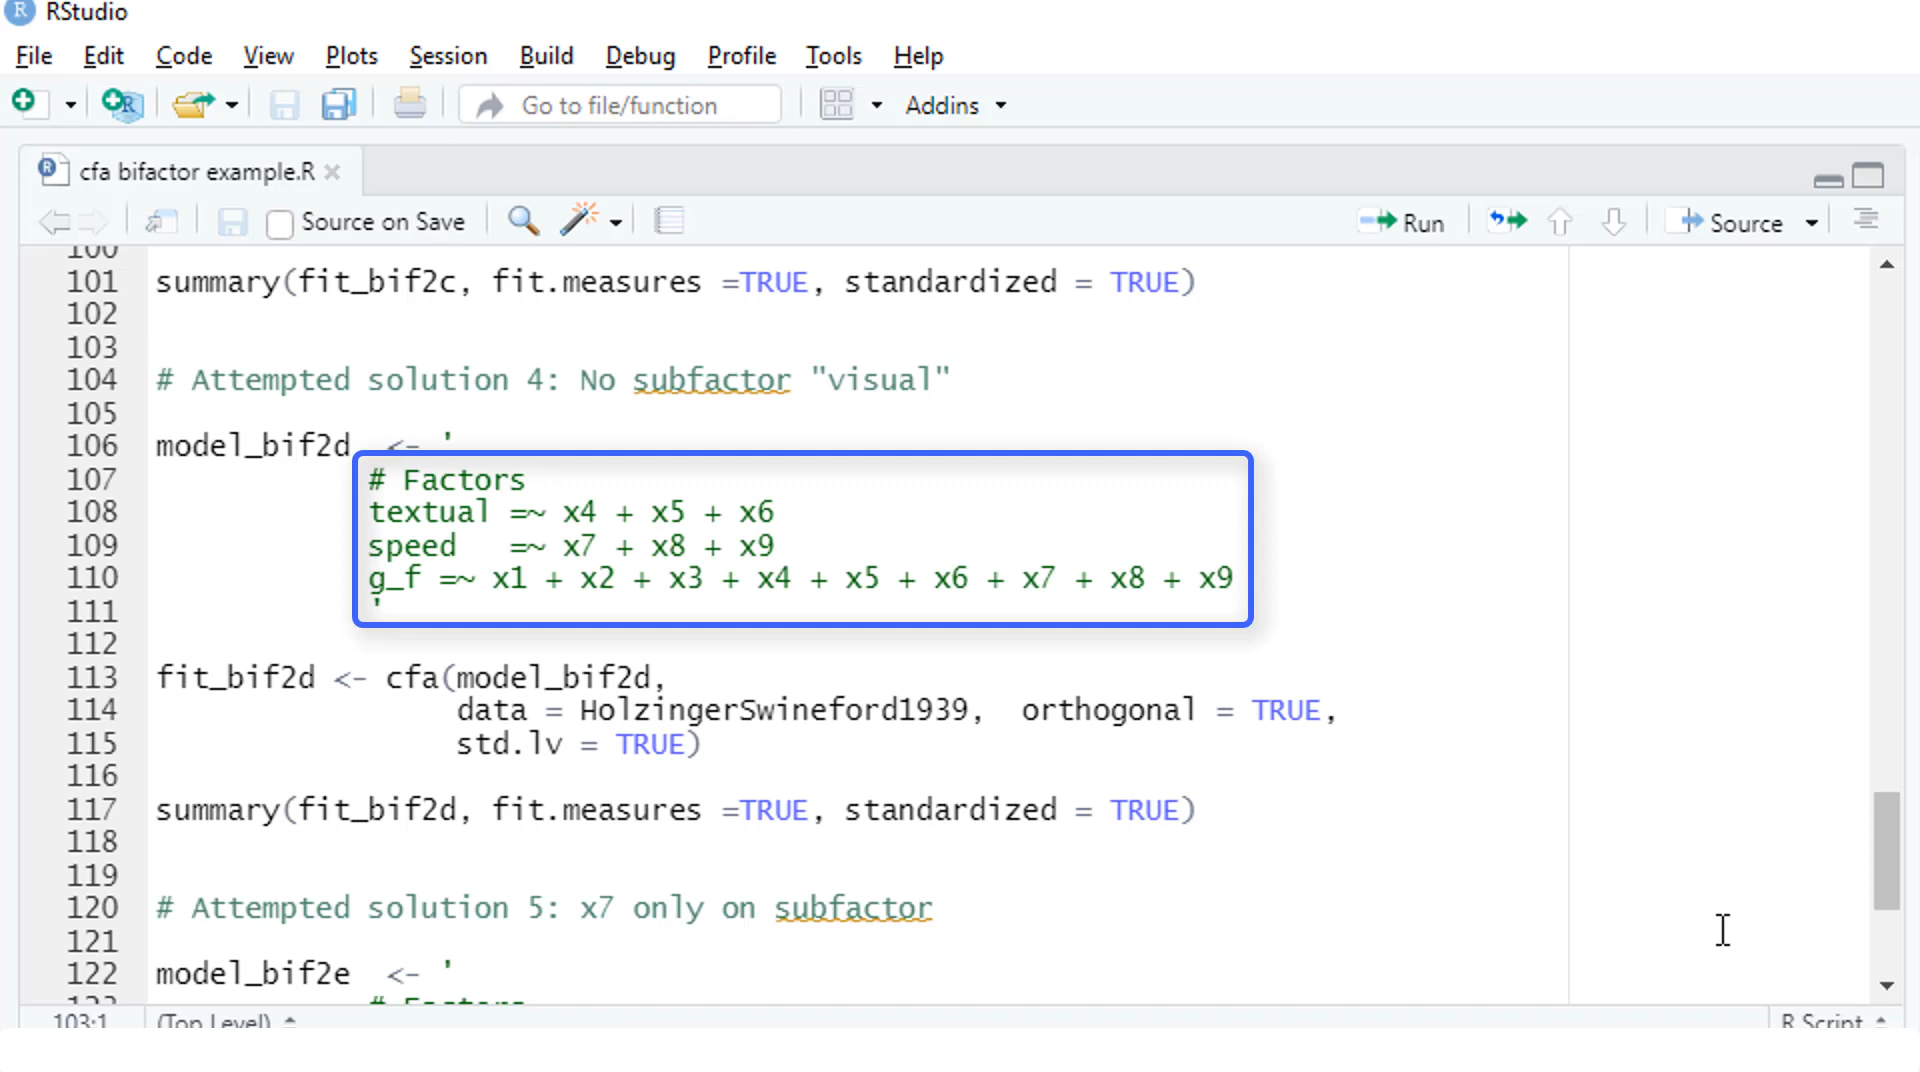 RStudio
File Edit Code View Plots Session Build Debug Profile Tools Help
Go to file/function Addins
cfa bifactor example.R
Source on Save Run Source
100
101 summary(fit_bif2c, fit.measures =TRUE, standardized = TRUE)
102
103
104 # Attempted solution 4: No subfactor "visual"
105
106 model_bif2d <- '
107 # Factors
108 textual =~ x4 + x5 + x6
109 speed =~ x7 + x8 + x9
110 g_f =~ x1 + x2 + x3 + x4 + x5 + x6 + x7 + x8 + x9
111 '
112
113 fit_bif2d <- cfa(model_bif2d,
114 data = HolzingerSwineford1939, orthogonal = TRUE,
115 std.lv = TRUE)
116
117 summary(fit_bif2d, fit.measures =TRUE, standardized = TRUE)
118
119
120 # Attempted solution 5: x7 only on subfactor
121
122 model_bif2e <- '
123 # Factors
103:1 (Top Level) R Script